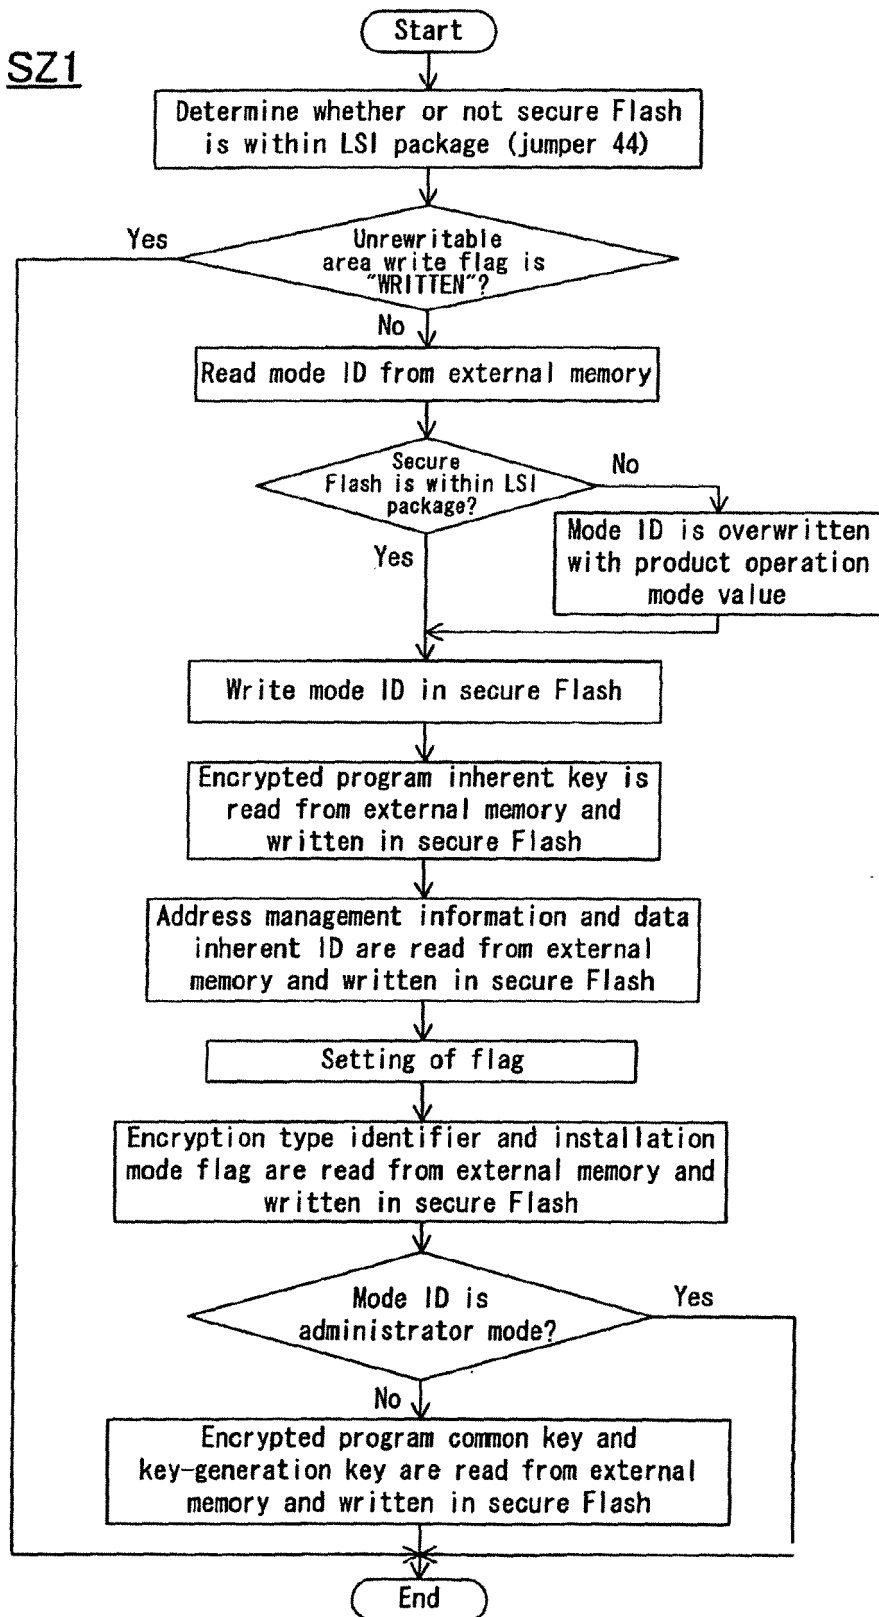 Start
SZ1
Determine whether or not secure Flash
is within LSI package (jumper 44)
Yes
Unrewritable
area write flag is
"WRITTEN"?
No
Read mode ID from external memory
Secure
Flash is within LSI
package?
No
Mode ID is overwritten
with product operation
mode value
Yes
Write mode ID in secure Flash
Encrypted program inherent key is
read from external memory and
written in secure Flash
Address management information and data
inherent ID are read from external
memory and written in secure Flash
Setting of flag
Encryption type identifier and installation
mode flag are read from external memory and
written in secure Flash
Mode ID is
administrator mode?
Yes
No
Encrypted program common key and
key-generation key are read from external
memory and written in secure Flash
End